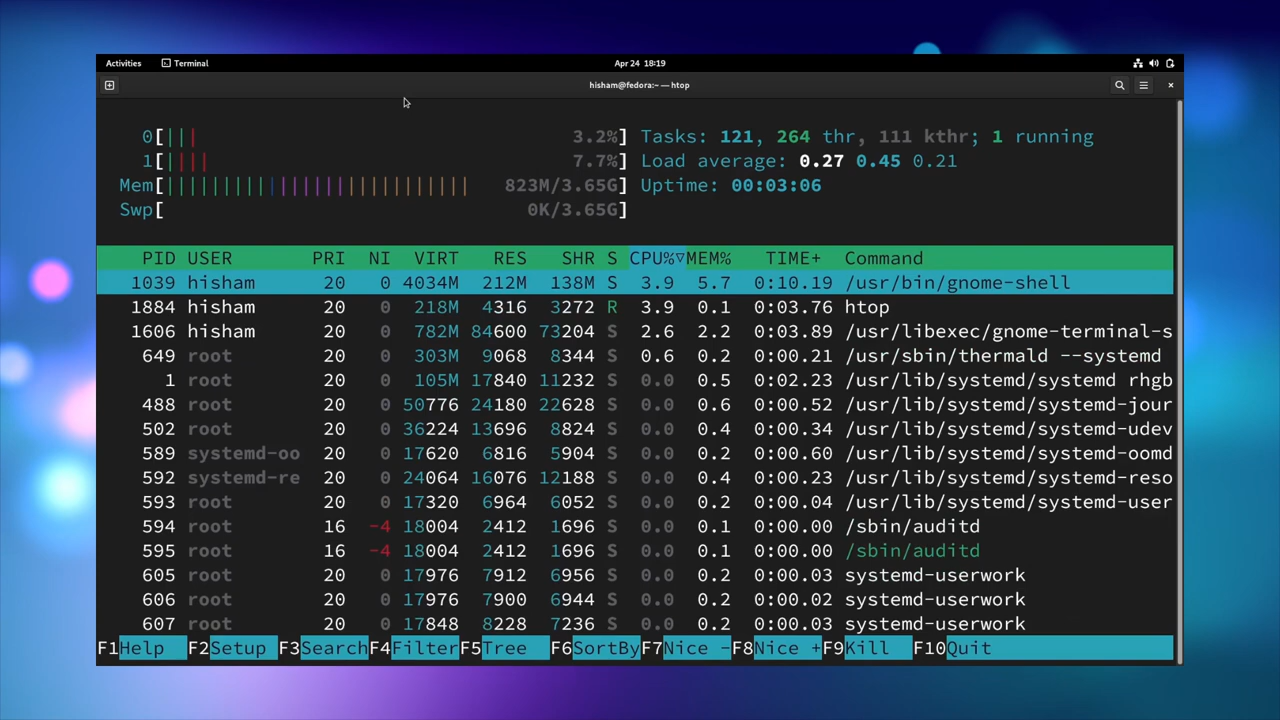 Activities Terminal Apr 24 18:19
hisham@fedora:~ — htop
0[||| 3.2%] Tasks: 121, 264 thr, 111 kthr; 1 running
1[|||| 7.7%] Load average: 0.27 0.45 0.21
Mem[||||||||||||||||||||||||||||| 823M/3.65G] Uptime: 00:03:06
Swp[ 0K/3.65G]
PID USER PRI NI VIRT RES SHR S CPU%▽MEM% TIME+ Command
1039 hisham 20 0 4034M 212M 138M S 3.9 5.7 0:10.19 /usr/bin/gnome-shell
1884 hisham 20 0 218M 4316 3272 R 3.9 0.1 0:03.76 htop
1606 hisham 20 0 782M 84600 73204 S 2.6 2.2 0:03.89 /usr/libexec/gnome-terminal-s
649 root 20 0 303M 9068 8344 S 0.6 0.2 0:00.21 /usr/sbin/thermald --systemd
1 root 20 0 105M 17840 11232 S 0.0 0.5 0:02.23 /usr/lib/systemd/systemd rhgb
488 root 20 0 50776 24180 22628 S 0.0 0.6 0:00.52 /usr/lib/systemd/systemd-jour
502 root 20 0 36224 13696 8824 S 0.0 0.4 0:00.34 /usr/lib/systemd/systemd-udev
589 systemd-oo 20 0 17620 6816 5904 S 0.0 0.2 0:00.60 /usr/lib/systemd/systemd-oomd
592 systemd-re 20 0 24064 16076 12188 S 0.0 0.4 0:00.23 /usr/lib/systemd/systemd-reso
593 root 20 0 17320 6964 6052 S 0.0 0.2 0:00.04 /usr/lib/systemd/systemd-user
594 root 16 -4 18004 2412 1696 S 0.0 0.1 0:00.04 /sbin/auditd
595 root 16 -4 18004 2412 1696 S 0.0 0.1 0:00.00 /sbin/auditd
605 root 20 0 17976 7912 6956 S 0.0 0.2 0:00.03 systemd-userwork
606 root 20 0 17976 7900 6944 S 0.0 0.2 0:00.03 systemd-userwork
607 root 20 0 17848 8228 7236 S 0.0 0.2 0:00.03 systemd-userwork
F1Help F2Setup F3SearchF4FilterF5Tree F6SortByF7Nice -F8Nice +F9Kill F10Quit